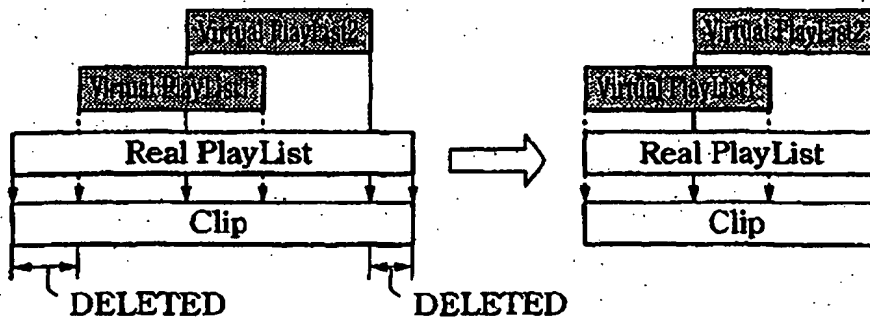 Virtual PlayList2
Virtual PlayList1
Real PlayList
Clip
DELETED
DELETED
Virtual PlayList2
Virtual PlayList1
Real PlayList
Clip